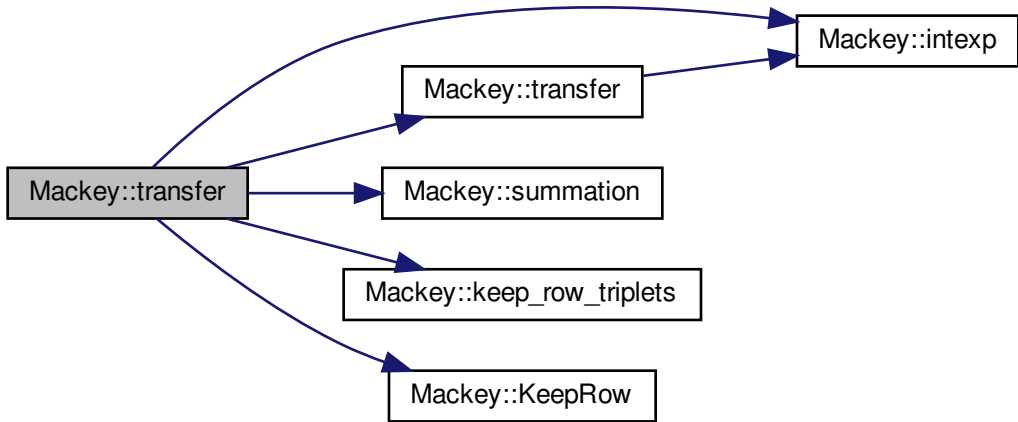 Mackey::transfer
Mackey::intexp
Mackey::transfer
Mackey::summation
Mackey::keep_row_triplets
Mackey::KeepRow